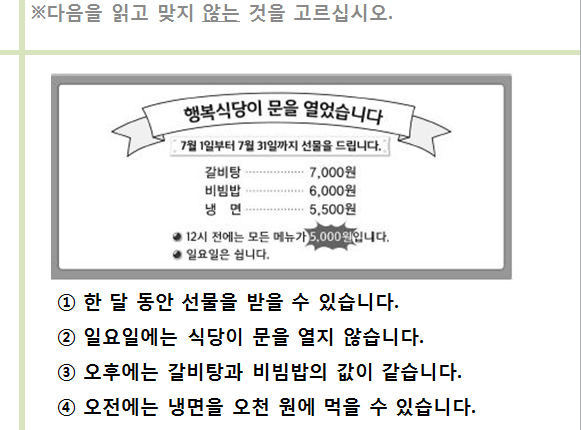 ※다음을 읽고 맞지 않는 것을 고르십시오.
행복식당이 문을 열었습니다
7월 1일부터 7월 31일까지 선물을 드립니다.
갈비탕 ················ 7,000원
비빔밥 ················ 6,000원
냉 면 ················ 5,500원
● 12시 전에는 모든 메뉴가 5,000원입니다.
● 일요일은 쉽니다.
① 한 달 동안 선물을 받을 수 있습니다.
② 일요일에는 식당이 문을 열지 않습니다.
③ 오후에는 갈비탕과 비빔밥의 값이 같습니다.
④ 오전에는 냉면을 오천 원에 먹을 수 있습니다.